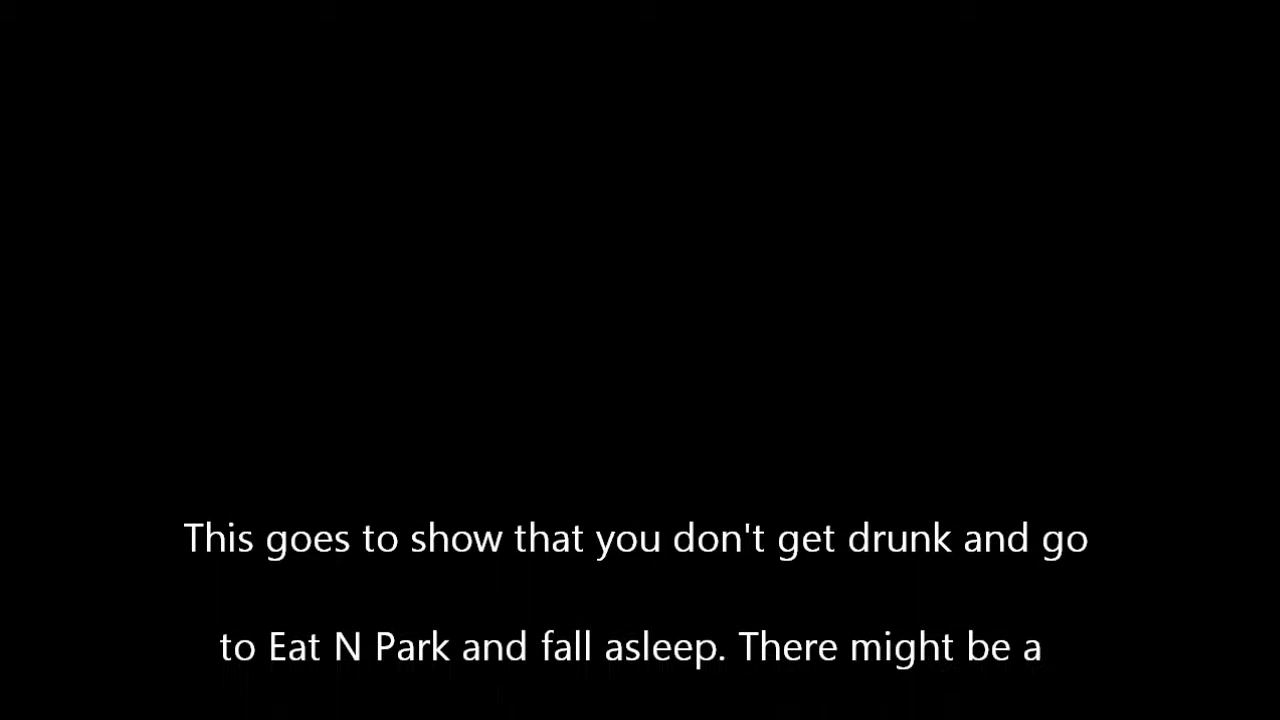 This goes to show that you don't get drunk and go
to Eat N Park and fall asleep. There might be a